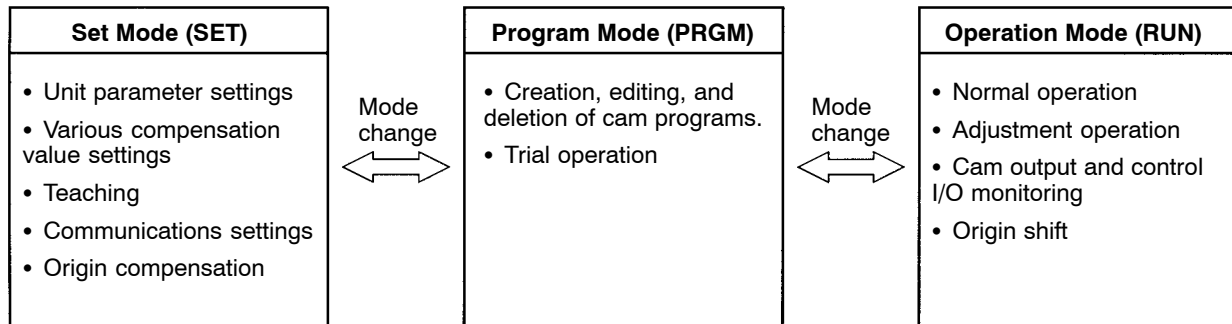 Set Mode (SET)
• Unit parameter settings
• Various compensation
value settings
• Teaching
• Communications settings
• Origin compensation
Mode
change
Program Mode (PRGM)
• Creation, editing, and
deletion of cam programs.
• Trial operation
Mode
change
Operation Mode (RUN)
• Normal operation
• Adjustment operation
• Cam output and control
I/O monitoring
• Origin shift